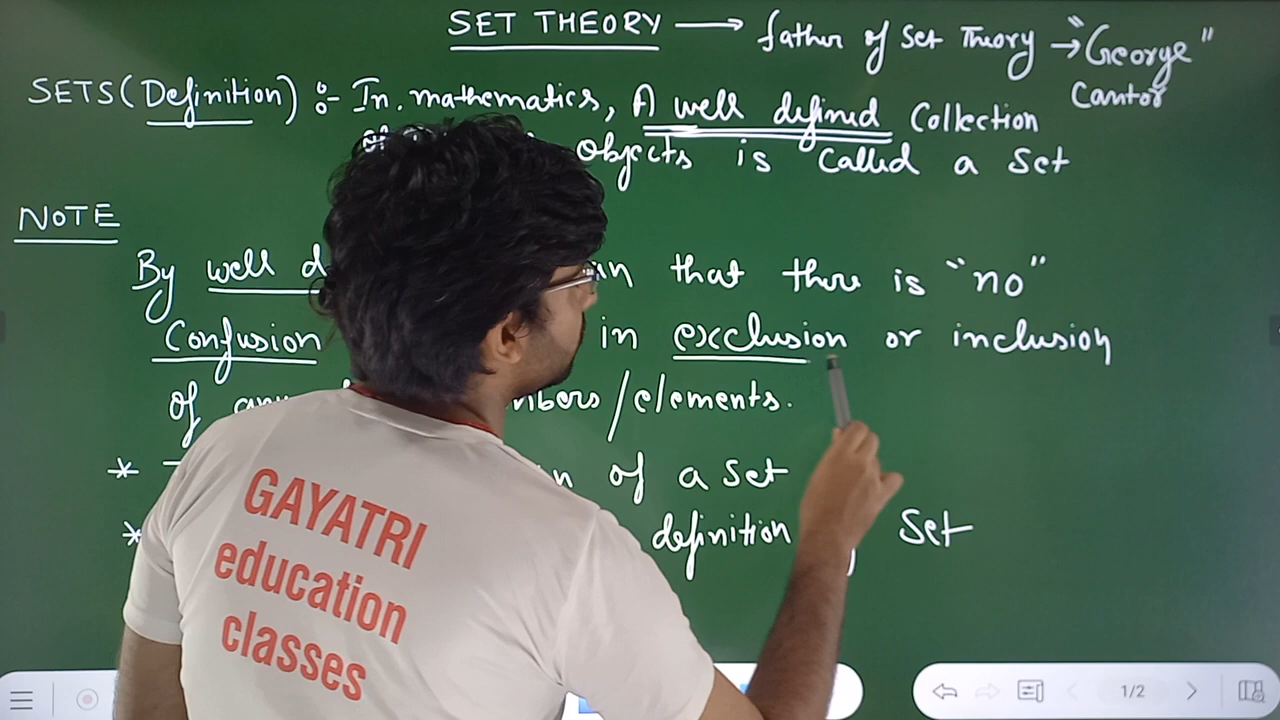 SET THEORY → father of Set Theory → "George"
Cantor
SETS (Definition) :- In. mathematics, A well defined Collection
objects is called a Set
NOTE
By well that there is "no"
Confusion in exclusion or inclusion
of /elements.
* of a Set
* definition Set
GAYATRI
education
classes
1/2